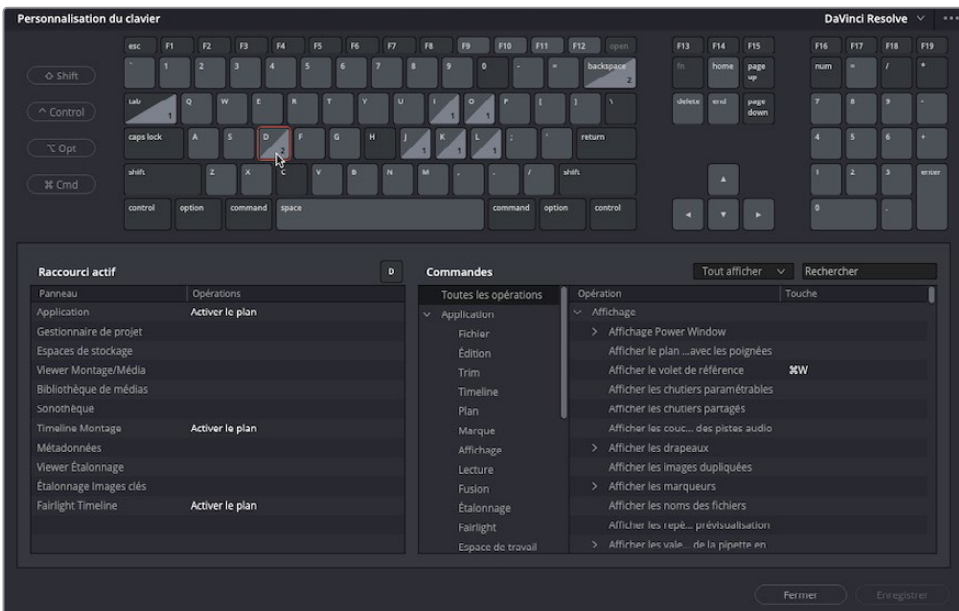 Personnalisation du clavier DaVinci Resolve
esc F1 F2 F3 F4 F5 F6 F7 F8 F9 F10 F11 F12 open F13 F14 F15 F16 F17 F18 F19
Shift
` 1 2 3 4 5 6 7 8 9 0 - = backspace 2 fn home page up num = / *
Control
tab 1 Q W E R T Y U I 1 O 1 P [ ] \ delete end page down 7 8 9 -
Opt
caps lock A S D 2 F G H J 1 K 1 L 1 ; ' return 4 5 6 +
Cmd
shift Z X C V B N M , . / shift 1 2 3 enter
control option command space command option control 0 .
Raccourci actif D
Panneau Opérations
Application Activer le plan
Gestionnaire de projet
Espaces de stockage
Viewer Montage/Média
Bibliothèque de médias
Sonothèque
Timeline Montage Activer le plan
Métadonnées
Viewer Étalonnage
Étalonnage Images clés
Fairlight Timeline Activer le plan
Commandes Tout afficher Rechercher
Toutes les opérations
Application
Fichier
Édition
Trim
Timeline
Plan
Marque
Affichage
Lecture
Fusion
Étalonnage
Fairlight
Espace de travail
Opération Touche
Affichage
Affichage Power Window
Afficher le plan ...avec les poignées
Afficher le volet de référence ⌘W
Afficher les chutiers paramétrables
Afficher les chutiers partagés
Afficher les couc... des pistes audio
Afficher les drapeaux
Afficher les images dupliquées
Afficher les marqueurs
Afficher les noms des fichiers
Afficher les repè... prévisualisation
Afficher les vale... de la pipette en
Fermer Enregistrer